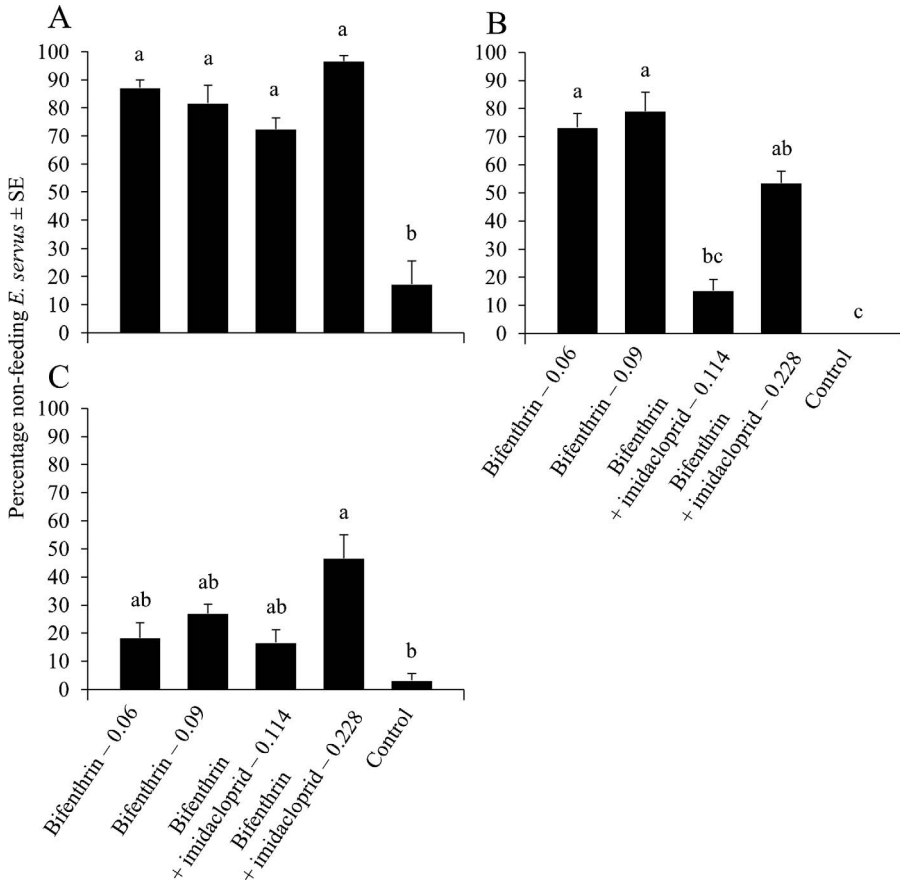 A
Percentage non-feeding E. servus ± SE
100
90
80
70
60
50
40
30
20
10
0
a
a
a
a
b
B
100
90
80
70
60
50
40
30
20
10
0
a
a
bc
ab
c
Bifenthrin – 0.06
Bifenthrin – 0.09
Bifenthrin
+ imidacloprid – 0.114
Bifenthrin
+ imidacloprid – 0.228
Control
C
100
90
80
70
60
50
40
30
20
10
0
ab
ab
ab
a
b
Bifenthrin – 0.06
Bifenthrin – 0.09
Bifenthrin
+ imidacloprid – 0.114
Bifenthrin
+ imidacloprid – 0.228
Control